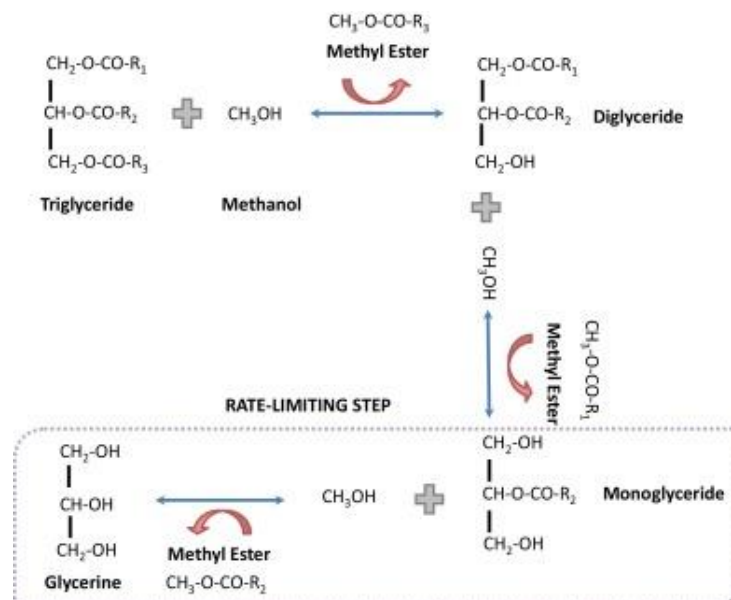 CH₃-O-CO-R₃
Methyl Ester
CH₂-O-CO-R₁
CH-O-CO-R₂
CH₂-O-CO-R₃
Triglyceride
CH₃OH
Methanol
CH₂-O-CO-R₁
CH-O-CO-R₂
CH₂-OH
Diglyceride
CH₃OH
Methyl Ester
CH₃-O-CO-R₁
RATE-LIMITING STEP
CH₂-OH
CH-O-CO-R₂
CH₂-OH
Monoglyceride
CH₃OH
Methyl Ester
CH₃-O-CO-R₂
CH₂-OH
CH-OH
CH₂-OH
Glycerine